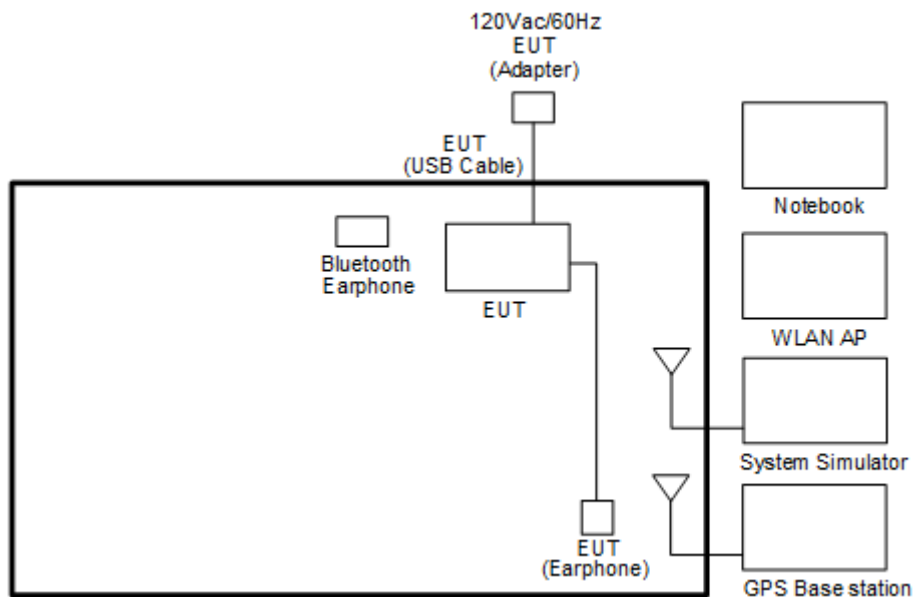 120Vac/60Hz
EUT
(Adapter)
EUT
(USB Cable)
Notebook
Bluetooth
Earphone
EUT
WLAN AP
System Simulator
EUT
(Earphone)
GPS Base station